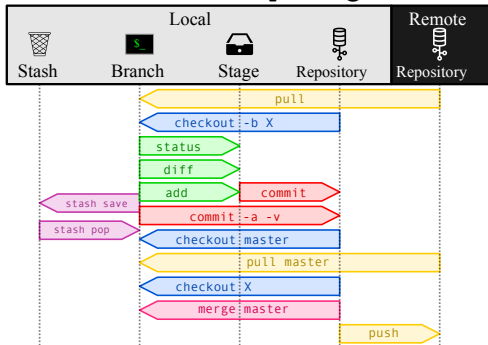 Local
Remote
$_
Stash
Branch
Stage
Repository
Repository
pull
checkout -b X
status
diff
add
commit
stash save
commit -a -v
stash pop
checkout master
pull master
checkout X
merge master
push